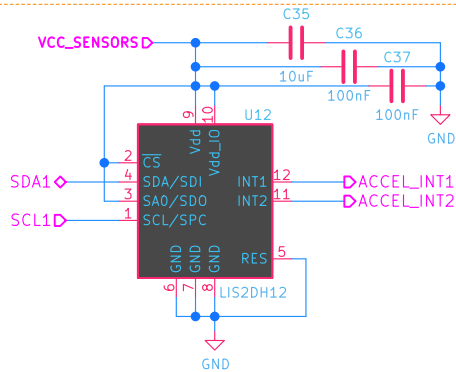 C35
VCC_SENSORS
C36
10uF
C37
100nF
100nF
GND
9
10
U12
Vdd
Vdd_IO
2
CS
SDA1
4
SDA/SDI
INT1
12
ACCEL_INT1
3
SA0/SDO
INT2
11
ACCEL_INT2
SCL1
1
SCL/SPC
GND
GND
GND
RES
5
6
7
8
LIS2DH12
GND